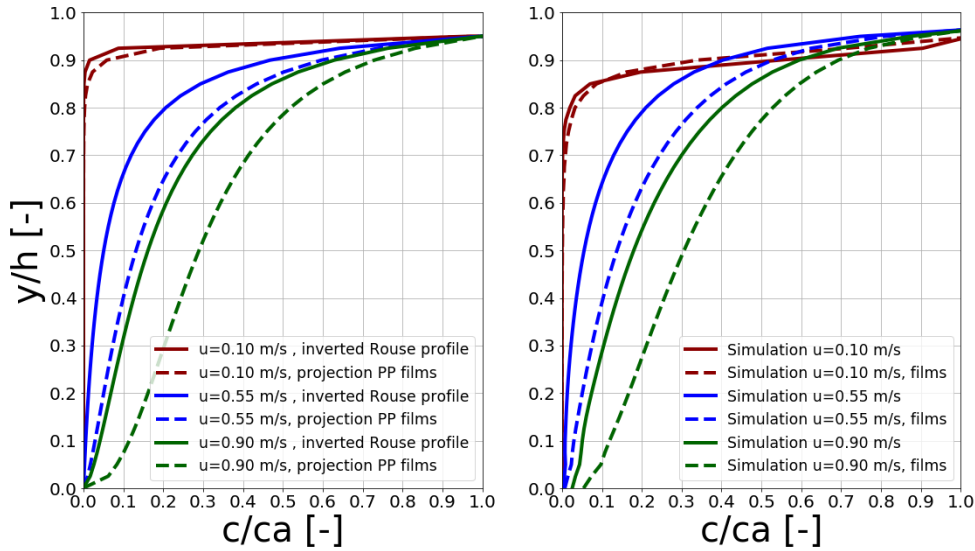 1.0
0.9
0.8
0.7
0.6
0.5
0.4
0.3
0.2
0.1
0.0
y/h [-]
u=0.10 m/s , inverted Rouse profile
u=0.10 m/s, projection PP films
u=0.55 m/s , inverted Rouse profile
u=0.55 m/s, projection PP films
u=0.90 m/s , inverted Rouse profile
u=0.90 m/s, projection PP films
0.0 0.1 0.2 0.3 0.4 0.5 0.6 0.7 0.8 0.9 1.0
c/ca [-]
1.0
0.9
0.8
0.7
0.6
0.5
0.4
0.3
0.2
0.1
0.0
Simulation u=0.10 m/s
Simulation u=0.10 m/s, films
Simulation u=0.55 m/s
Simulation u=0.55 m/s, films
Simulation u=0.90 m/s
Simulation u=0.90 m/s, films
0.0 0.1 0.2 0.3 0.4 0.5 0.6 0.7 0.8 0.9 1.0
c/ca [-]